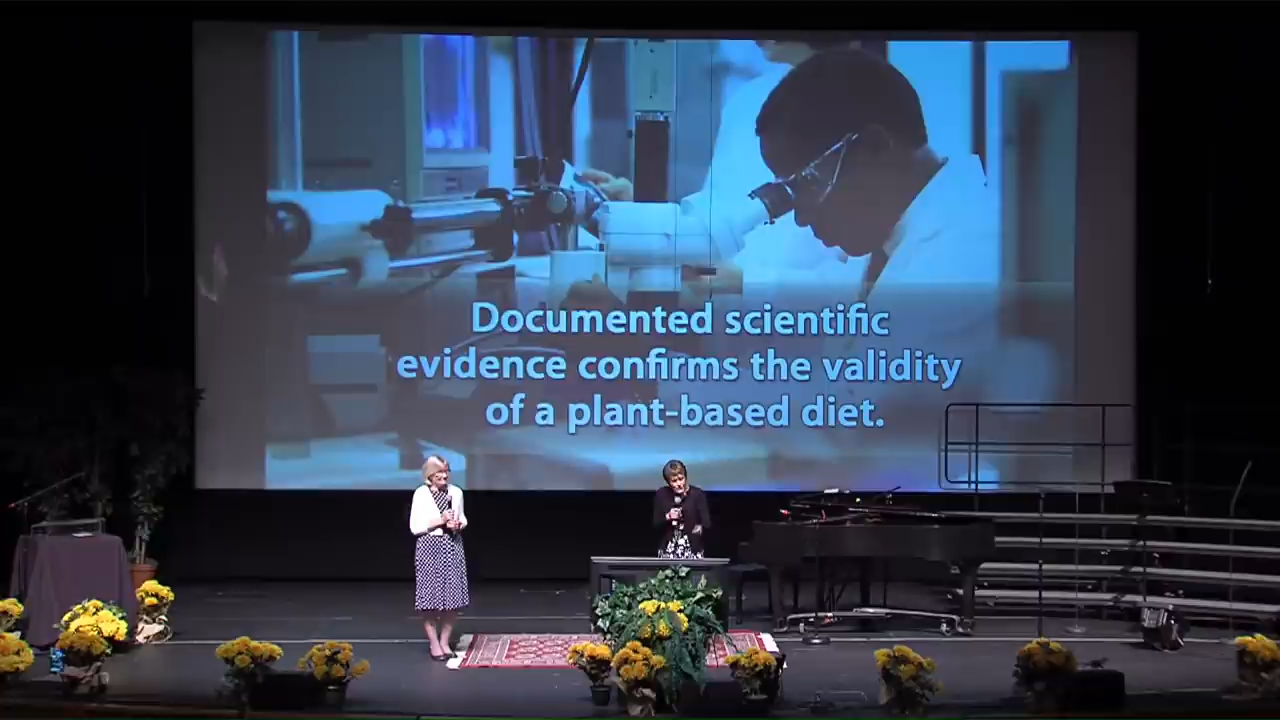 Documented scientific
evidence confirms the validity
of a plant-based diet.